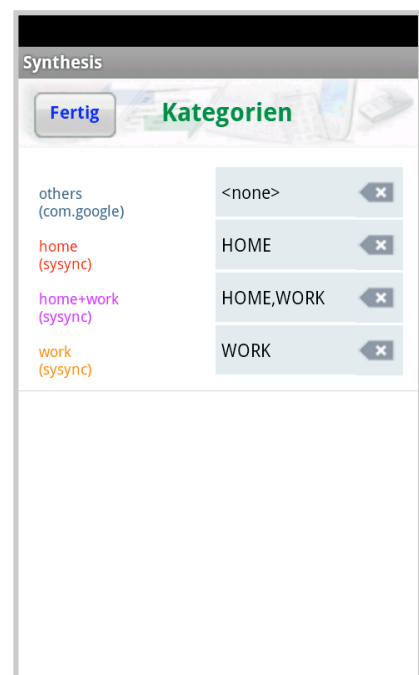 Synthesis
Fertig
Kategorien
others
(com.google)
<none>
home
(sysync)
HOME
home+work
(sysync)
HOME,WORK
work
(sysync)
WORK